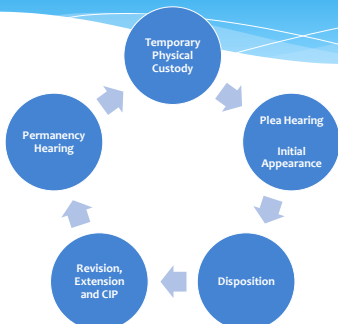 Temporary
Physical
Custody
Plea Hearing
Initial
Appearance
Disposition
Revision,
Extension
and CIP
Permanency
Hearing